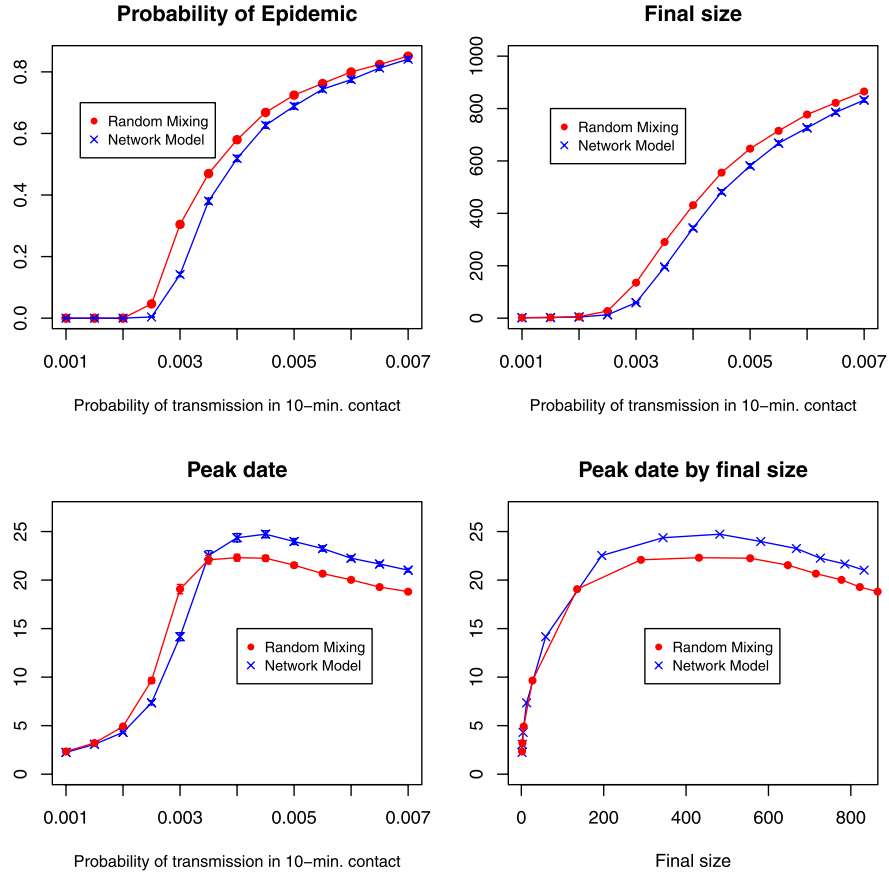 Probability of Epidemic
0.8
0.6
0.4
0.2
0.0
Random Mixing
Network Model
0.001
0.003
0.005
0.007
Probability of transmission in 10−min. contact
Final size
1000
800
600
400
200
0
Random Mixing
Network Model
0.001
0.003
0.005
0.007
Probability of transmission in 10−min. contact
Peak date
25
20
15
10
5
0
Random Mixing
Network Model
0.001
0.003
0.005
0.007
Probability of transmission in 10−min. contact
Peak date by final size
25
20
15
10
5
0
Random Mixing
Network Model
0
200
400
600
800
Final size